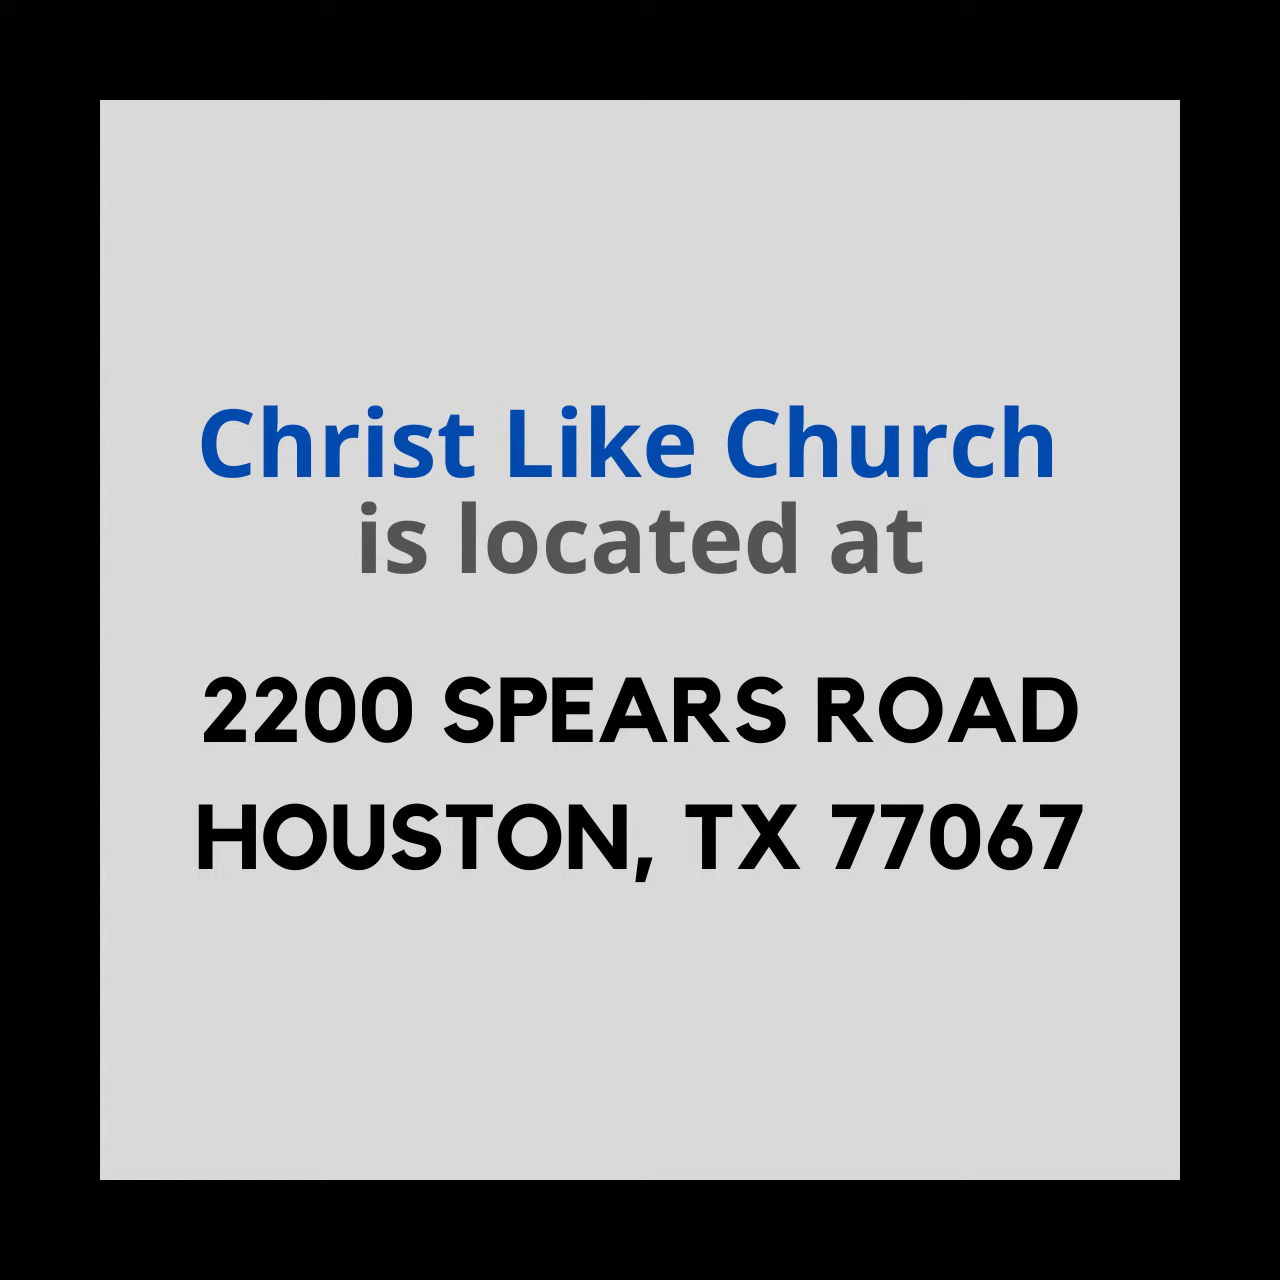 Christ Like Church
is located at
2200 SPEARS ROAD
HOUSTON, TX 77067